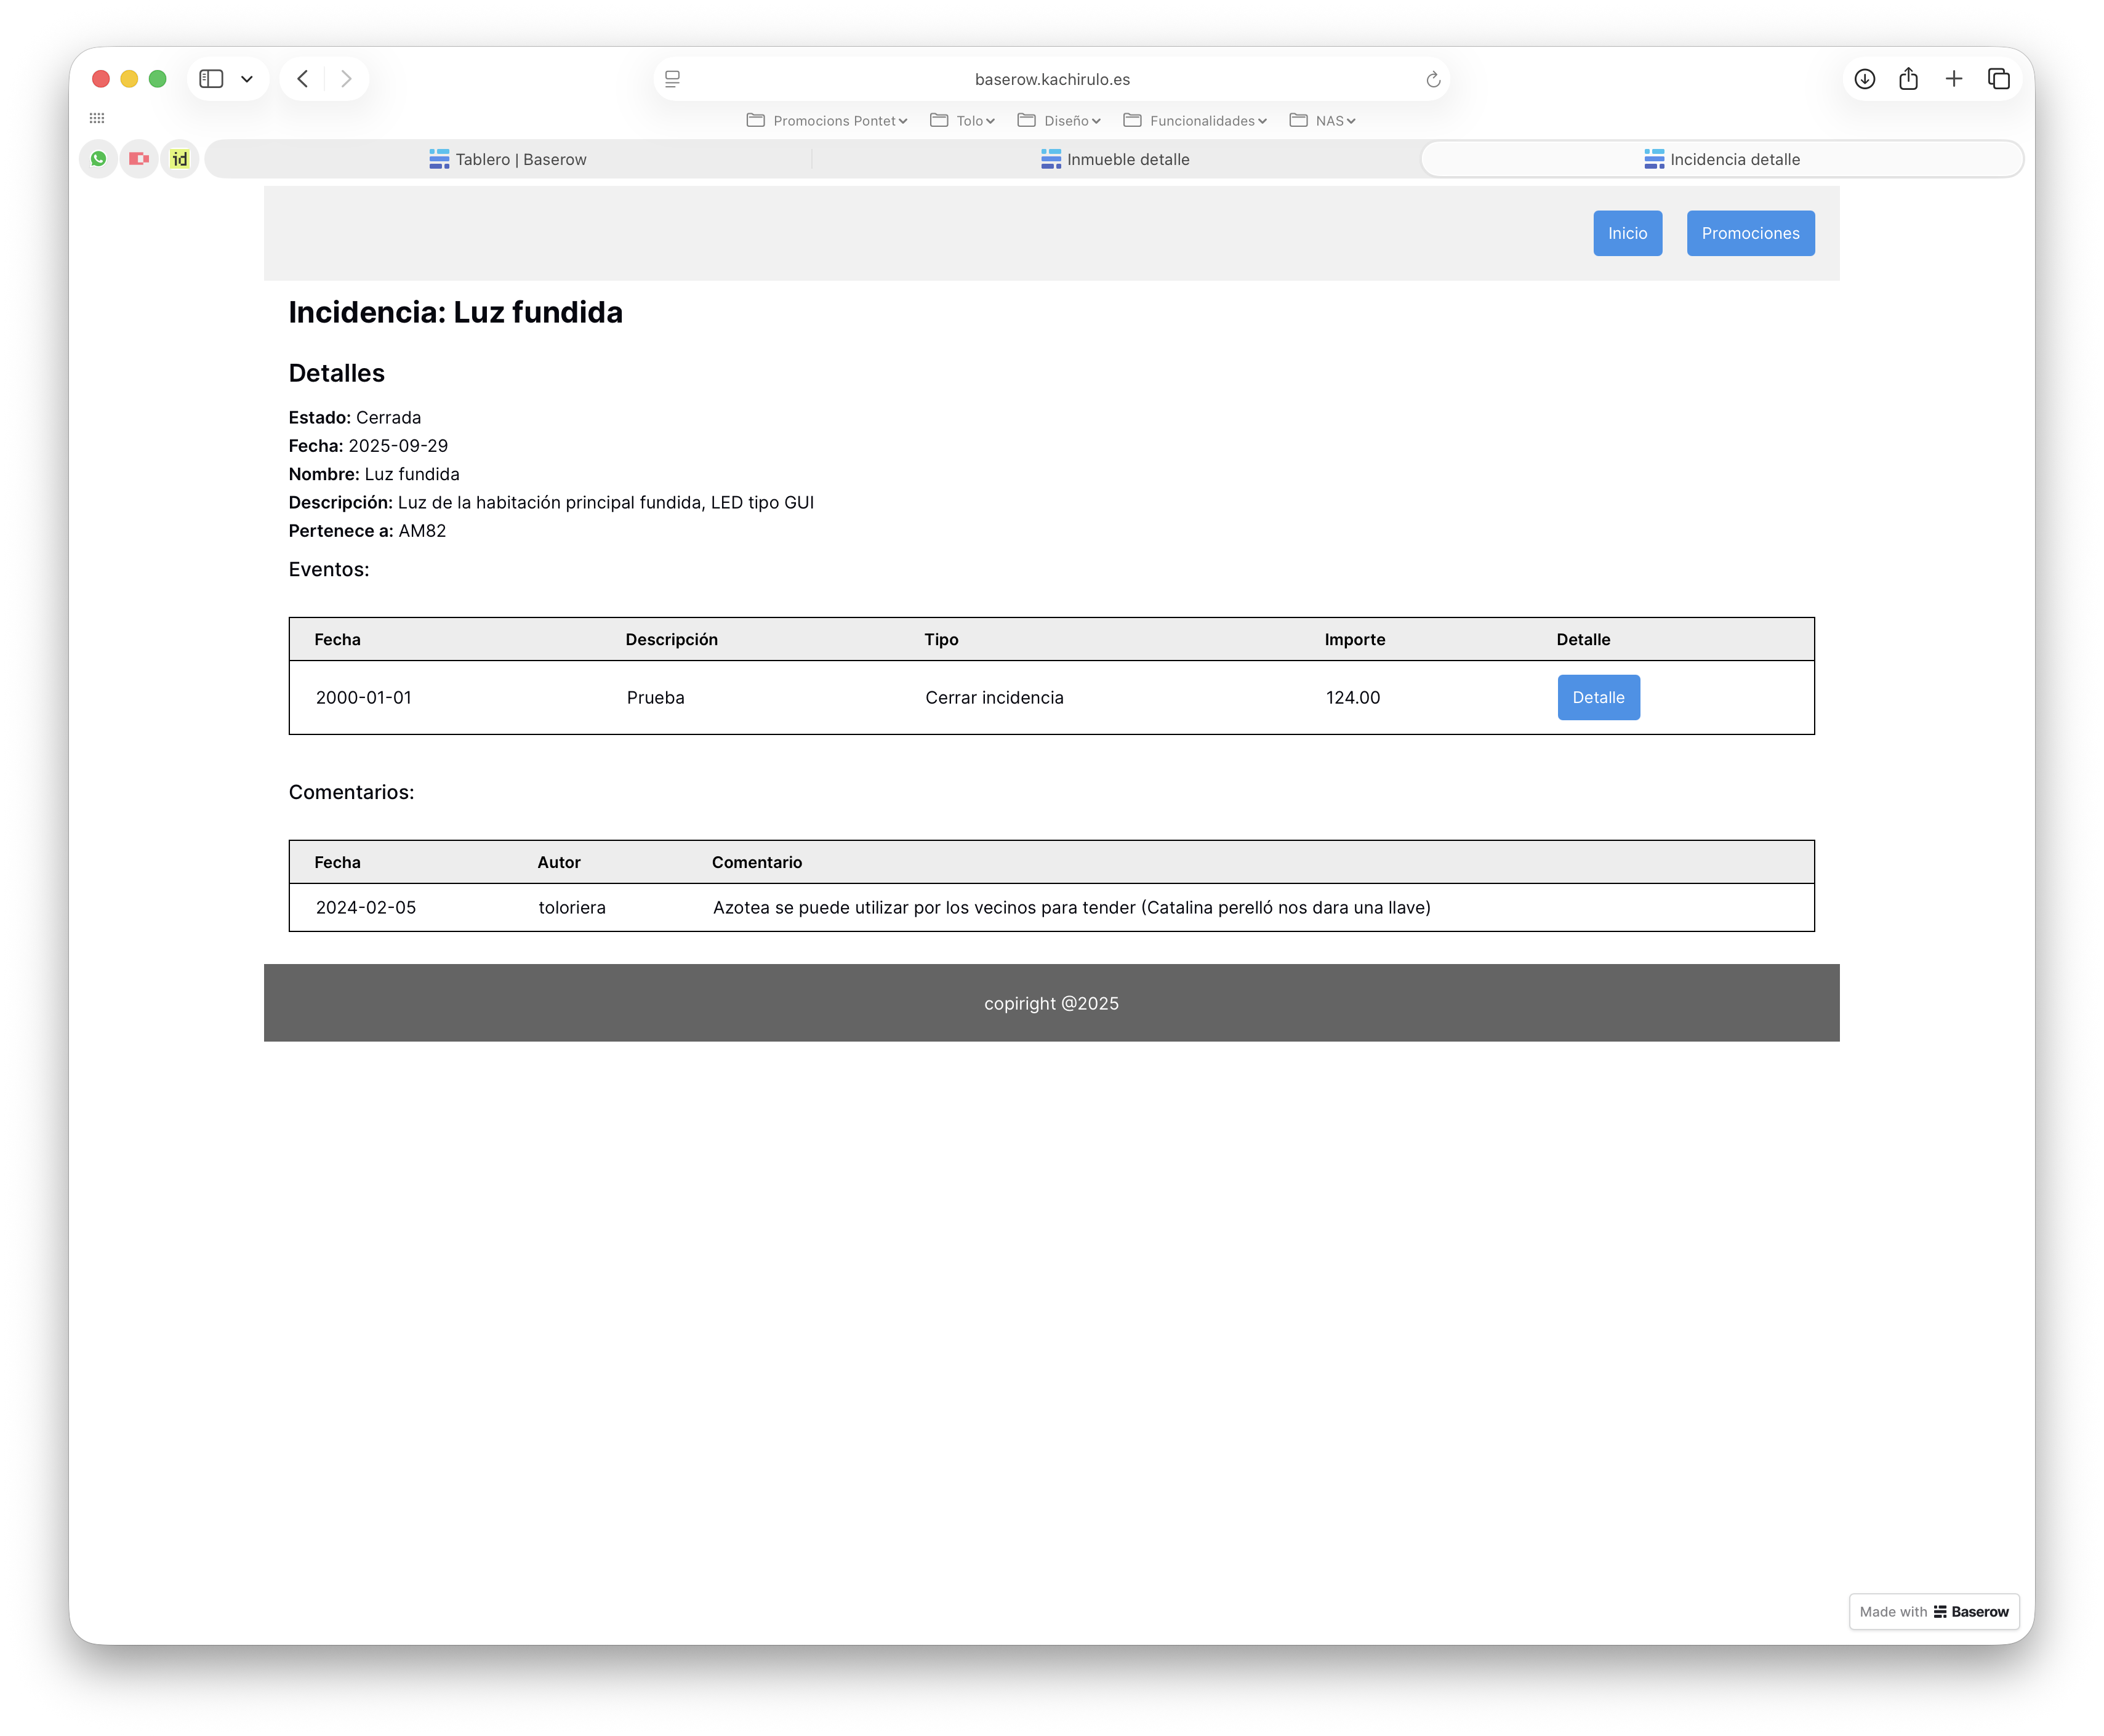 baserow.kachirulo.es
Promocions Pontet Tolo Diseño Funcionalidades NAS
id Tablero | Baserow Inmueble detalle Incidencia detalle
Inicio Promociones
Incidencia: Luz fundida
Detalles
Estado: Cerrada
Fecha: 2025-09-29
Nombre: Luz fundida
Descripción: Luz de la habitación principal fundida, LED tipo GUI
Pertenece a: AM82
Eventos:
Fecha Descripción Tipo Importe Detalle
2000-01-01 Prueba Cerrar incidencia 124.00 Detalle
Comentarios:
Fecha Autor Comentario
2024-02-05 toloriera Azotea se puede utilizar por los vecinos para tender (Catalina perelló nos dara una llave)
copiright @2025
Made with Baserow